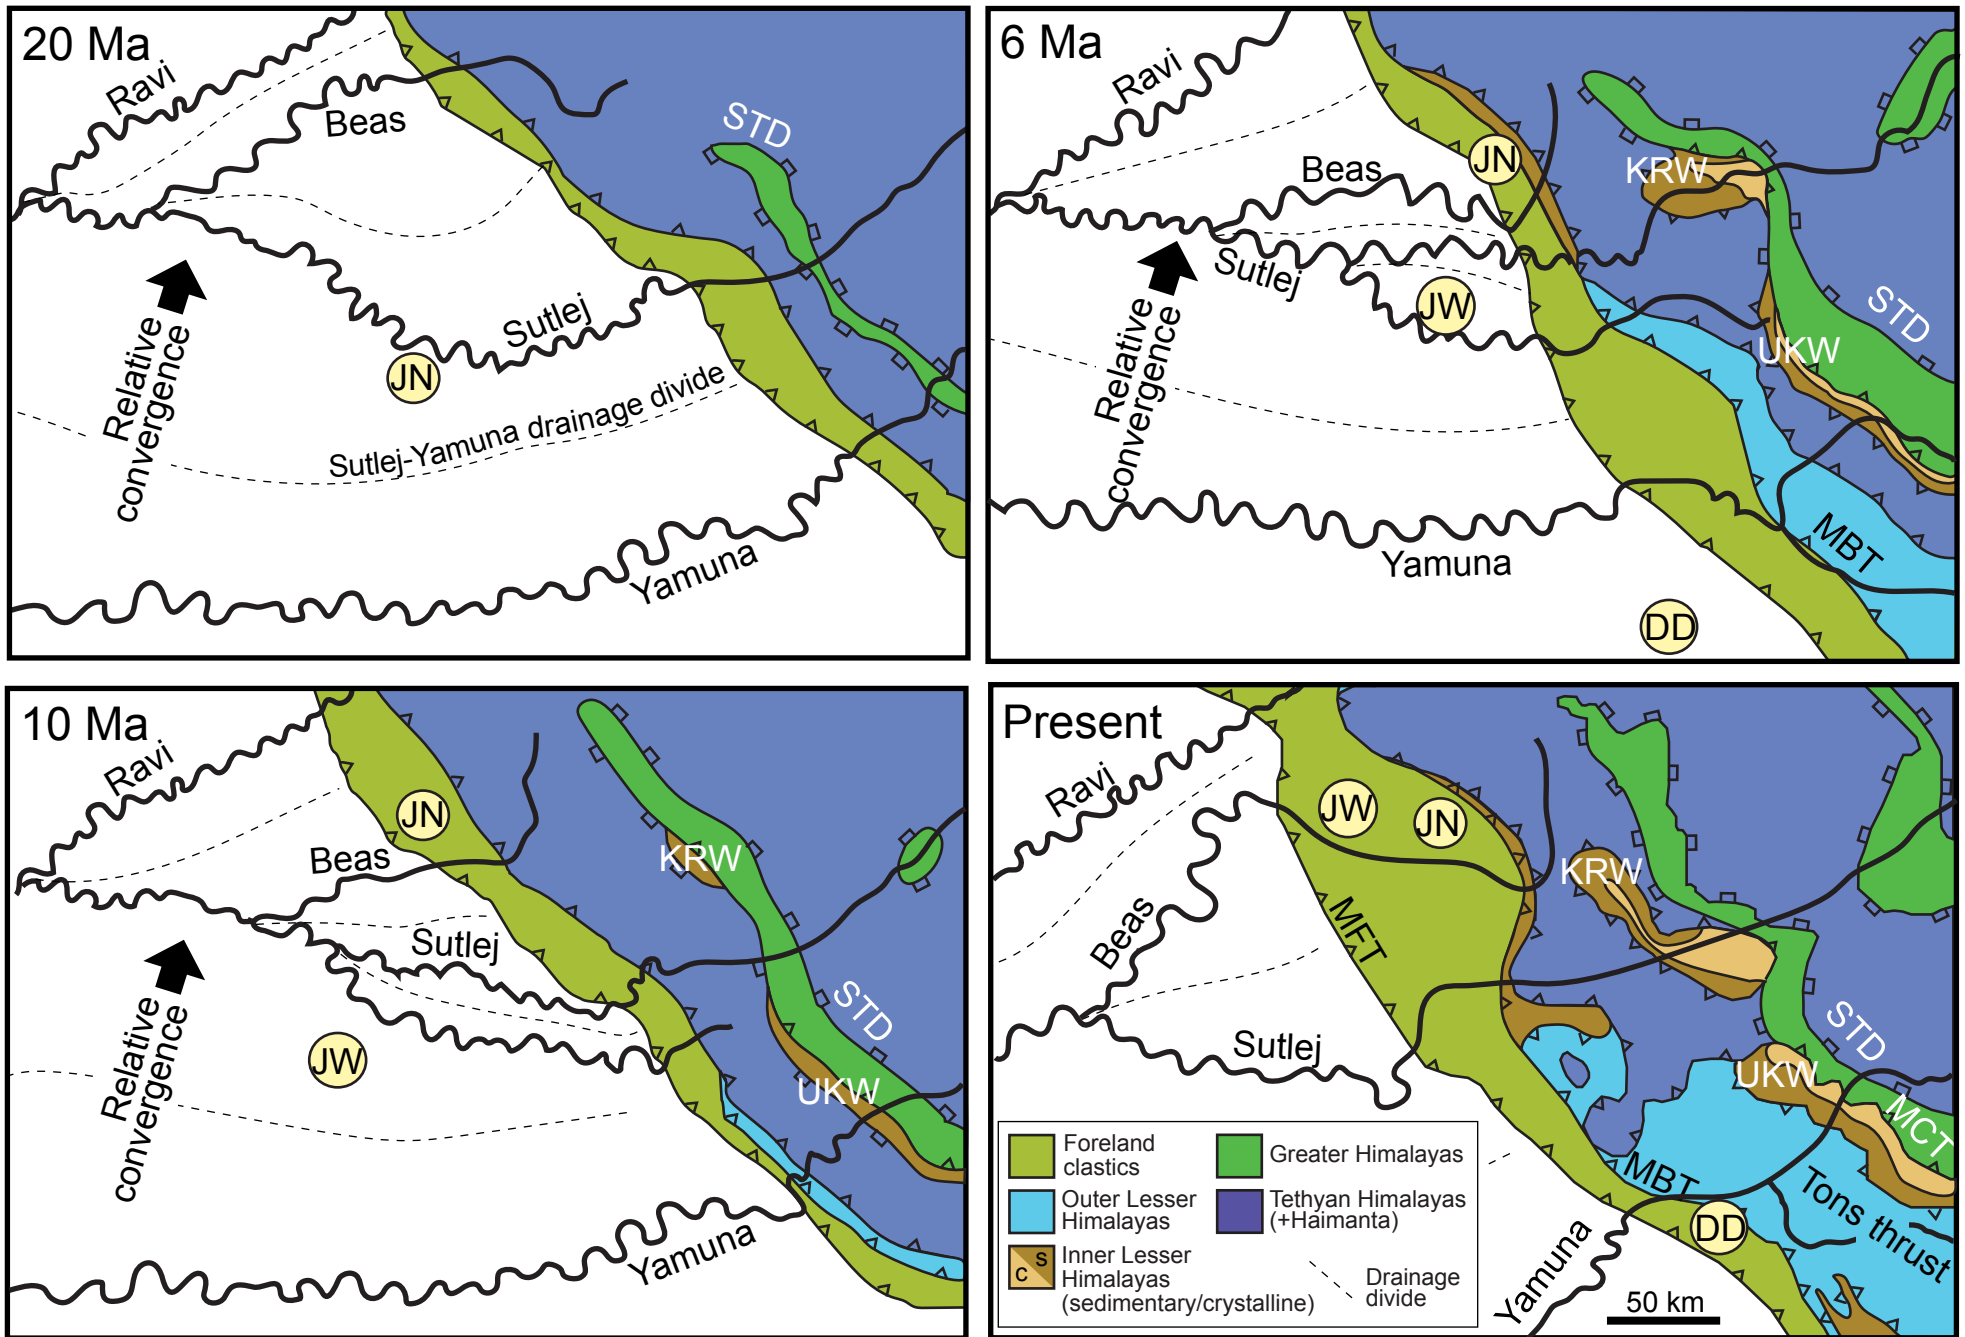 20 Ma
Ravi
Beas
STD
Relative
convergence
JN
Sutlej
Sutlej-Yamuna drainage divide
Yamuna
6 Ma
Ravi
JN
Beas
KRW
Sutlej
JW
STD
UKW
Relative
convergence
Yamuna
MBT
DD
10 Ma
Ravi
JN
Beas
KRW
Sutlej
STD
Relative
convergence
JW
UKW
Yamuna
Present
Ravi
JW
JN
KRW
Beas
MFT
STD
Sutlej
UKW
MCT
MBT
Tons thrust
DD
Yamuna
50 km
Foreland
clastics
Greater Himalayas
Outer Lesser
Himalayas
Tethyan Himalayas
(+Haimanta)
s
c
Inner Lesser
Himalayas
(sedimentary/crystalline)
Drainage
divide